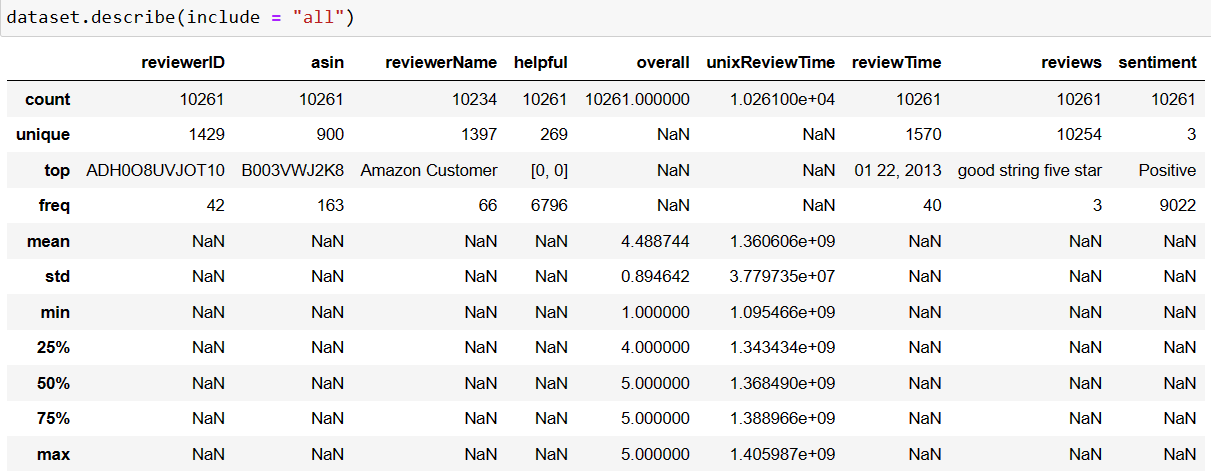 dataset.describe(include = "all")
reviewerID asin reviewerName helpful overall unixReviewTime reviewTime reviews sentiment
count 10261 10261 10234 10261 10261.000000 1.026100e+04 10261 10261 10261
unique 1429 900 1397 269 NaN NaN 1570 10254 3
top ADH0O8UVJOT10 B003VWJ2K8 Amazon Customer [0, 0] NaN NaN 01 22, 2013 good string five star Positive
freq 42 163 66 6796 NaN NaN 40 3 9022
mean NaN NaN NaN NaN 4.488744 1.360606e+09 NaN NaN NaN
std NaN NaN NaN NaN 0.894642 3.779735e+07 NaN NaN NaN
min NaN NaN NaN NaN 1.000000 1.095466e+09 NaN NaN NaN
25% NaN NaN NaN NaN 4.000000 1.343434e+09 NaN NaN NaN
50% NaN NaN NaN NaN 5.000000 1.368490e+09 NaN NaN NaN
75% NaN NaN NaN NaN 5.000000 1.388966e+09 NaN NaN NaN
max NaN NaN NaN NaN 5.000000 1.405987e+09 NaN NaN NaN